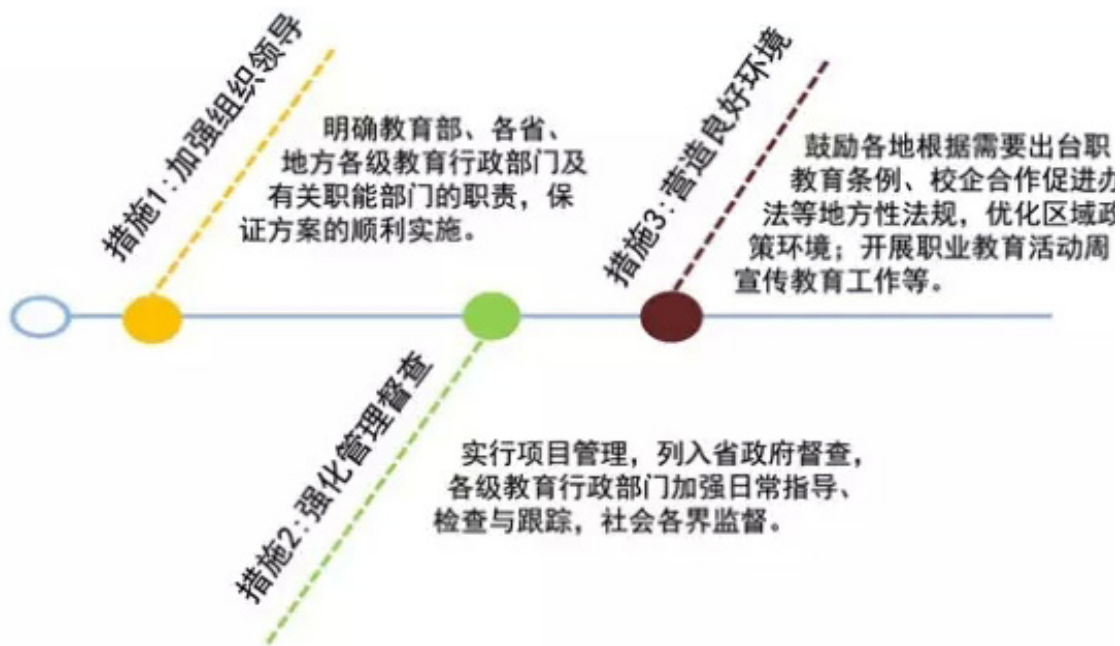 措施1:加强组织领导
明确教育部、各省、
地方各级教育行政部门及
有关职能部门的职责，保
证方案的顺利实施。
措施2:强化管理督查
实行项目管理，列入省政府督查，
各级教育行政部门加强日常指导、
检查与跟踪，社会各界监督。
措施3:营造良好环境
鼓励各地根据需要出台职
教育条例、校企合作促进办
法等地方性法规，优化区域政
策环境；开展职业教育活动周
宣传教育工作等。